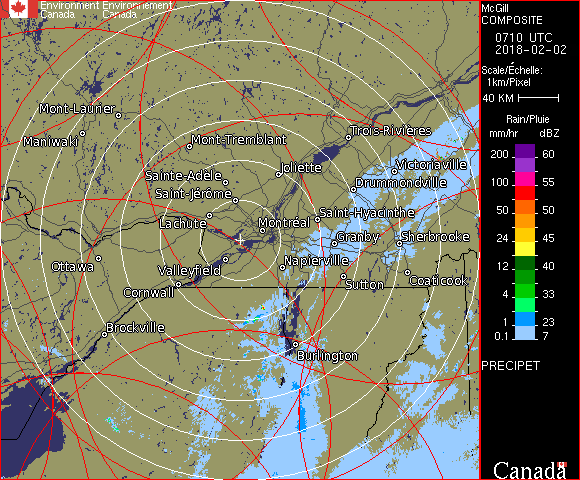 Environment Environnement
Canada Canada
McGill
COMPOSITE
0710 UTC
2018-02-02
Scale/Échelle:
1km/Pixel
40 KM
Rain/Pluie
mm/hr dBZ
200 60
100 55
50 50
24 45
12 40
4 33
1 23
0.1 7
PRECIPET
Canada
Mont-Laurier
Maniwaki
Mont-Tremblant
Trois-Rivières
Sainte-Adèle
Joliette
Victoriaville
Saint-Jérôme
Drummondville
Lachute
Montréal
Saint-Hyacinthe
Granby
Sherbrooke
Ottawa
Valleyfield
Napierville
Cornwall
Sutton
Coaticook
Brockville
Burlington